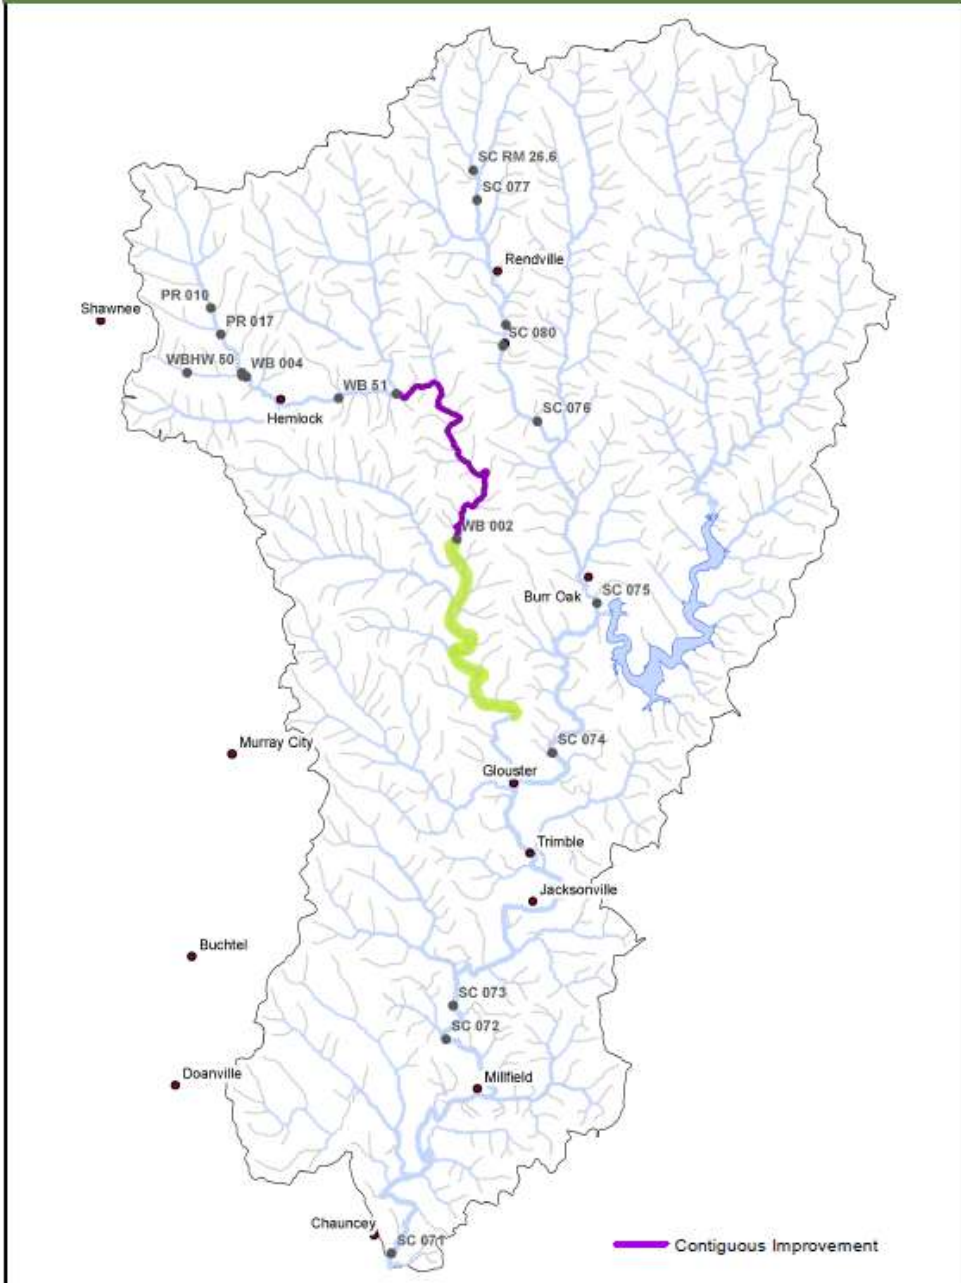 SC RM 26.6
SC 077
Rendville
PR 010
Shawnee
PR 017
SC 080
WBHW 50
WB 004
WB 51
Hemlock
SC 076
WB 002
Burr Oak
SC 075
Murray City
SC 074
Glouster
Trimble
Jacksonville
Buchtel
SC 073
SC 072
Doanville
Millfield
Chauncey
SC 071
Contiguous Improvement